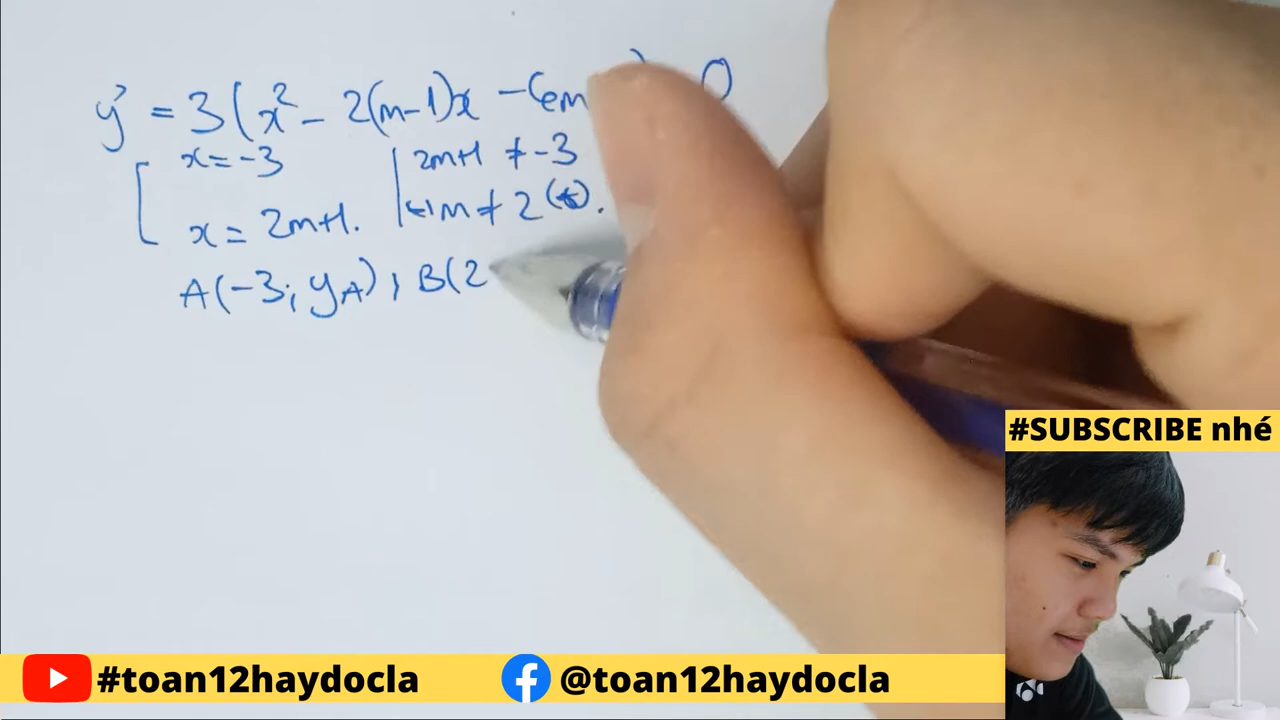 y' = 3(x² - 2(m-1)x - 6m 0
x = -3
2m+1 ≠ -3
x = 2m+1.
⇔ m ≠ 2 (*).
A(-3; yA), B(2
#SUBSCRIBE nhé
#toan12haydocla
@toan12haydocla